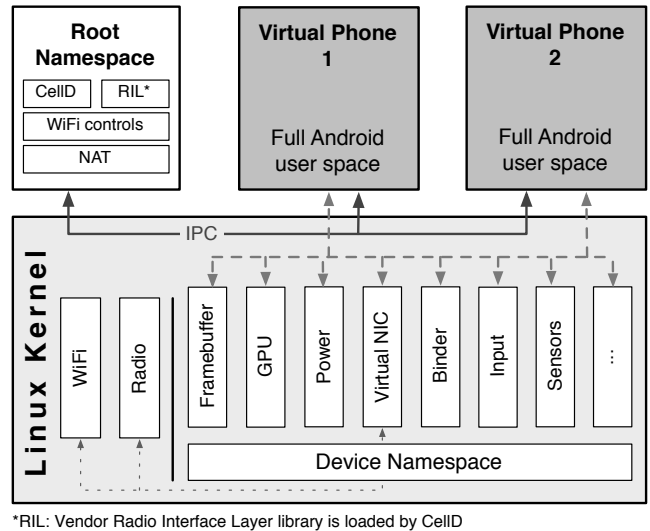 Root
Namespace
CellD
RIL*
WiFi controls
NAT
Virtual Phone
1
Full Android
user space
Virtual Phone
2
Full Android
user space
IPC
Linux Kernel
WiFi
Radio
Framebuffer
GPU
Power
Virtual NIC
Binder
Input
Sensors
...
Device Namespace
*RIL: Vendor Radio Interface Layer library is loaded by CellD